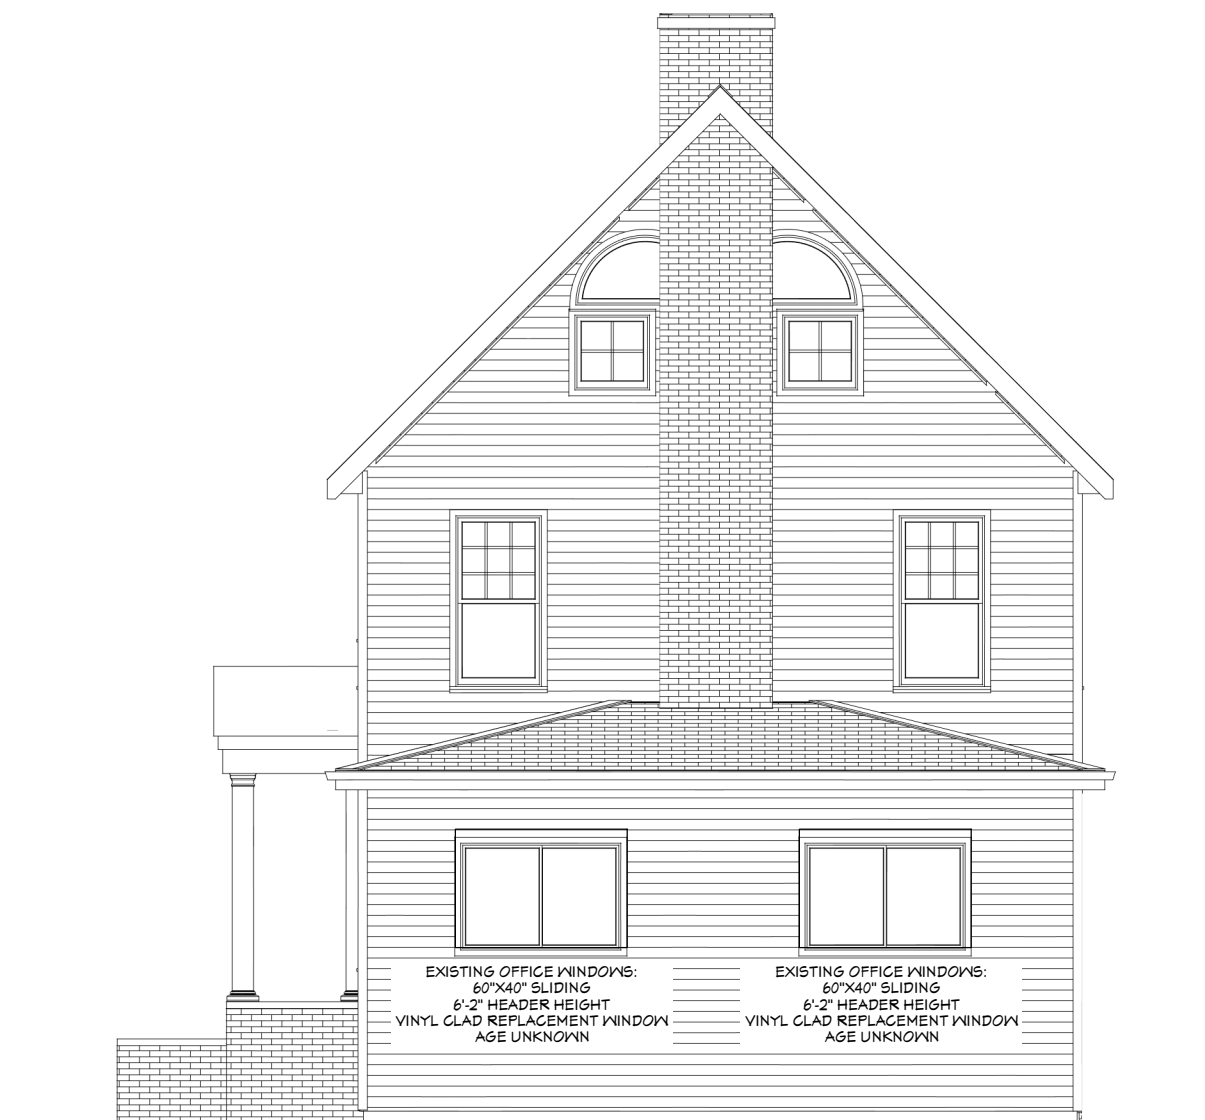 EXISTING OFFICE WINDOWS:
60"X40" SLIDING
6'-2" HEADER HEIGHT
VINYL CLAD REPLACEMENT WINDOW
AGE UNKNOWN
EXISTING OFFICE WINDOWS:
60"X40" SLIDING
6'-2" HEADER HEIGHT
VINYL CLAD REPLACEMENT WINDOW
AGE UNKNOWN